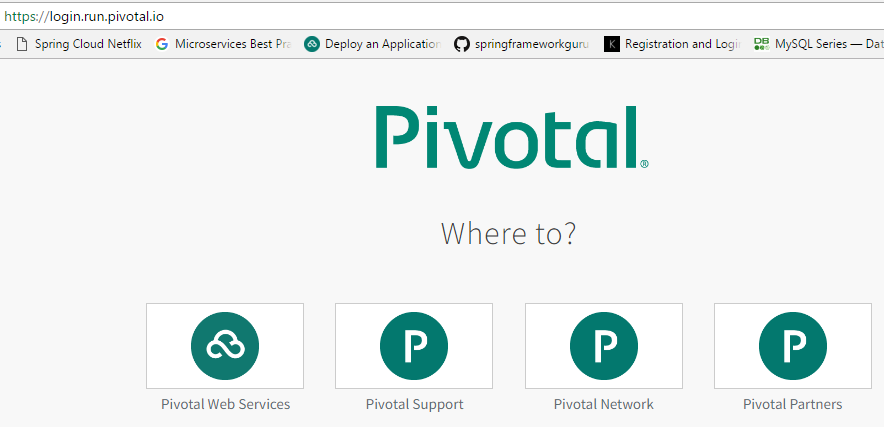 https://login.run.pivotal.io
Spring Cloud Netflix Microservices Best Pra Deploy an Application springframeworkguru Registration and Logi MySQL Series — Dat
Pivotal®
Where to?
P P P
Pivotal Web Services Pivotal Support Pivotal Network Pivotal Partners